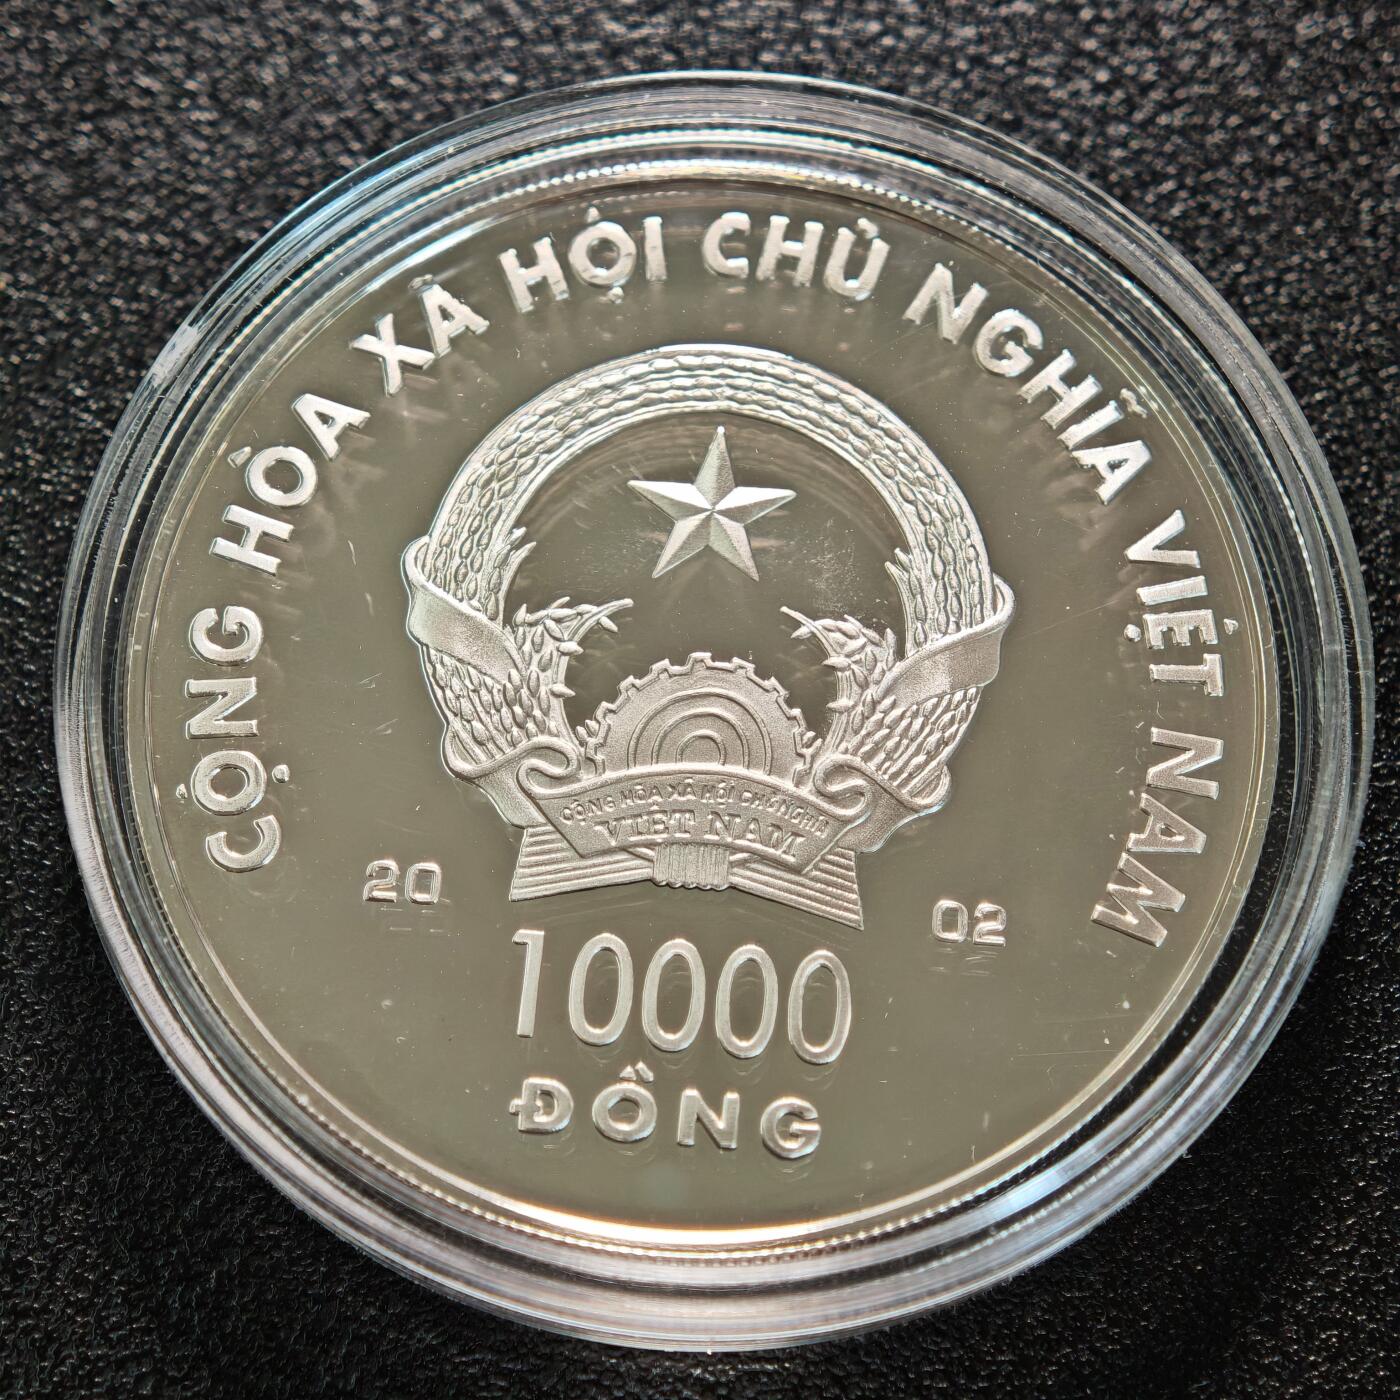 CỘNG HÒA XÃ HỘI CHỦ NGHĨA VIỆT NAM
CỘNG HÒA XÃ HỘI CHỦ NGHĨA
VIỆT NAM
20 02
10000
ĐỒNG